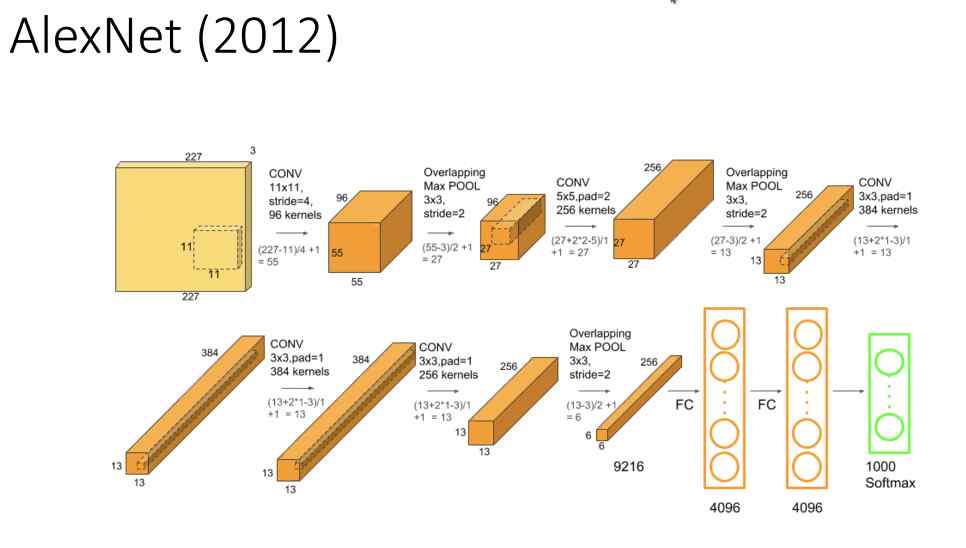 AlexNet (2012)
227
3
11
11
227
CONV
11x11,
stride=4,
96 kernels
(227-11)/4 +1
= 55
96
55
55
Overlapping
Max POOL
3x3,
stride=2
(55-3)/2 +1
= 27
96
27
27
CONV
5x5,pad=2
256 kernels
(27+2*2-5)/1
+1 = 27
256
27
27
Overlapping
Max POOL
3x3,
stride=2
(27-3)/2 +1
= 13
256
13
13
CONV
3x3,pad=1
384 kernels
(13+2*1-3)/1
+1 = 13
384
13
13
CONV
3x3,pad=1
384 kernels
(13+2*1-3)/1
+1 = 13
384
13
13
CONV
3x3,pad=1
256 kernels
(13+2*1-3)/1
+1 = 13
256
13
13
Overlapping
Max POOL
3x3,
stride=2
(13-3)/2 +1
= 6
256
6
6
9216
FC
4096
FC
4096
1000
Softmax